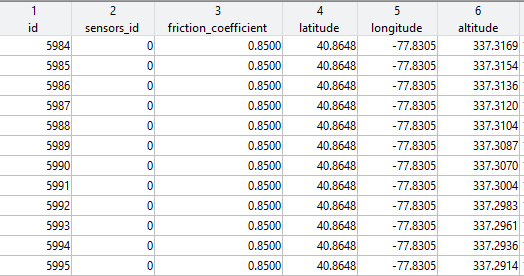 1 2 3 4 5 6
id sensors_id friction_coefficient latitude longitude altitude
5984 0 0.8500 40.8648 -77.8305 337.3169
5985 0 0.8500 40.8648 -77.8305 337.3154
5986 0 0.8500 40.8648 -77.8305 337.3136
5987 0 0.8500 40.8648 -77.8305 337.3120
5988 0 0.8500 40.8648 -77.8305 337.3104
5989 0 0.8500 40.8648 -77.8305 337.3087
5990 0 0.8500 40.8648 -77.8305 337.3070
5991 0 0.8500 40.8648 -77.8305 337.3004
5992 0 0.8500 40.8648 -77.8305 337.2983
5993 0 0.8500 40.8648 -77.8305 337.2961
5994 0 0.8500 40.8648 -77.8305 337.2936
5995 0 0.8500 40.8648 -77.8305 337.2914